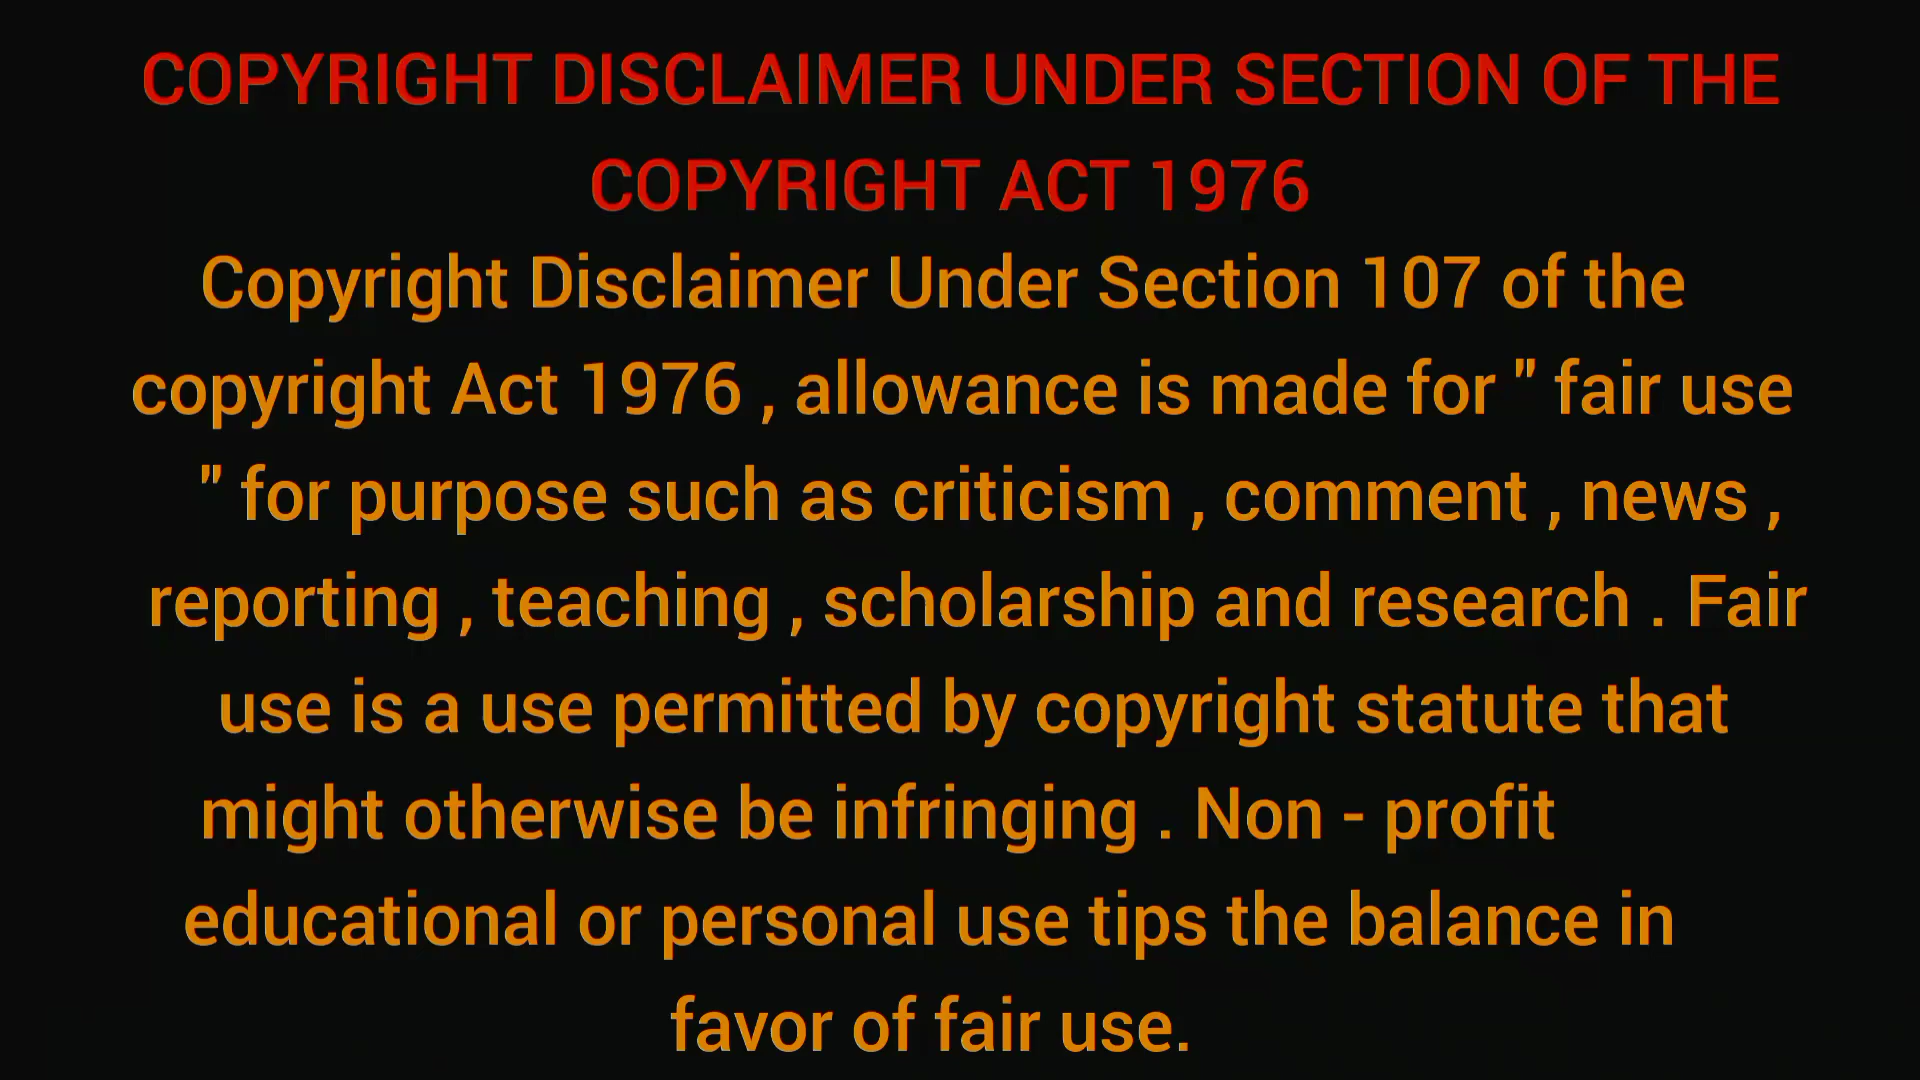 COPYRIGHT DISCLAIMER UNDER SECTION OF THE
COPYRIGHT ACT 1976
Copyright Disclaimer Under Section 107 of the
copyright Act 1976 , allowance is made for " fair use
" for purpose such as criticism , comment , news ,
reporting , teaching , scholarship and research . Fair
use is a use permitted by copyright statute that
might otherwise be infringing . Non - profit
educational or personal use tips the balance in
favor of fair use.